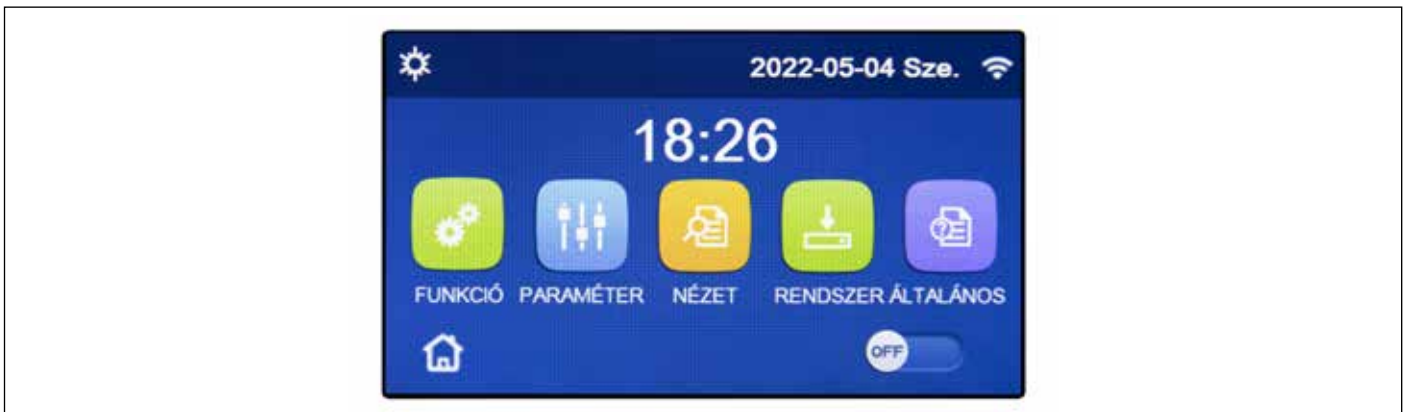 2022-05-04 Sze.
18:26
FUNKCIÓ PARAMÉTER NÉZET RENDSZER ÁLTALÁNOS
OFF